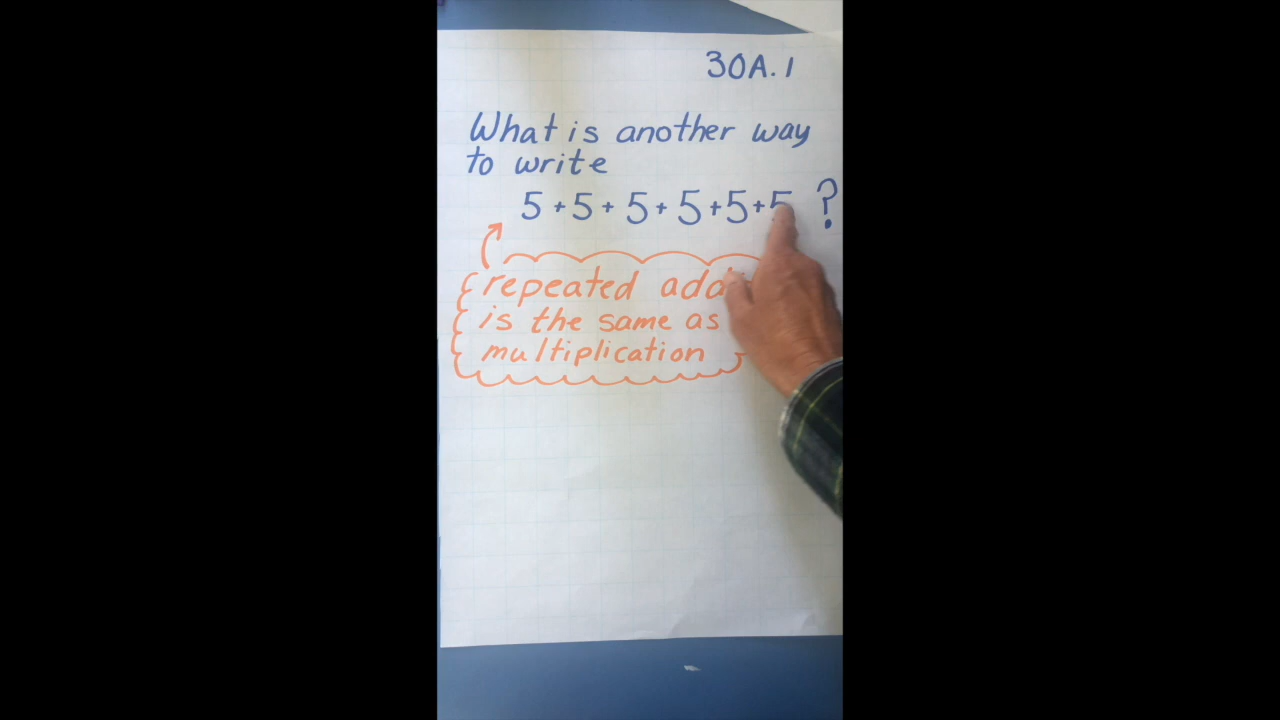 3OA.1
What is another way
to write
5 + 5 + 5 + 5 + 5 + 5 ?
repeated
is the same as
multiplication